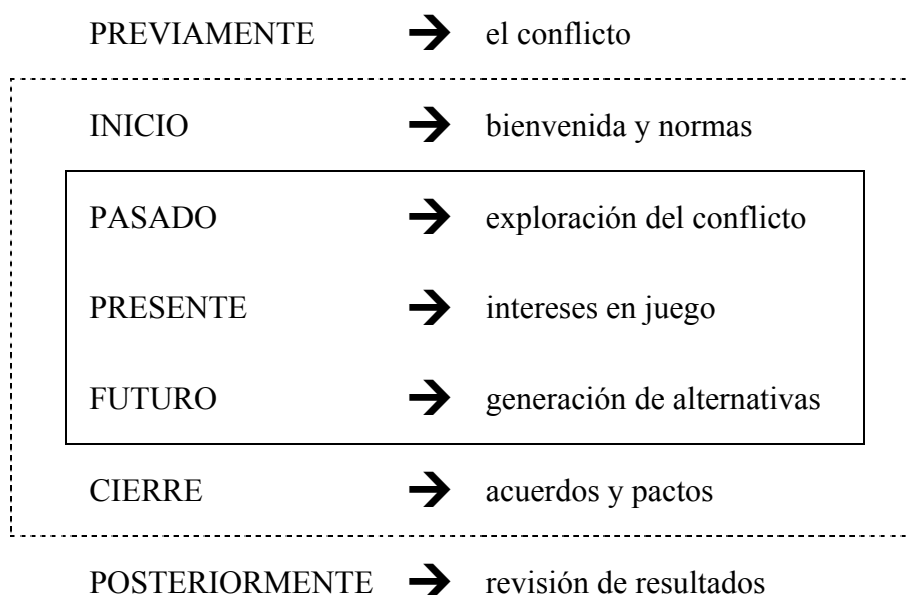 PREVIAMENTE → el conflicto
INICIO → bienvenida y normas
PASADO → exploración del conflicto
PRESENTE → intereses en juego
FUTURO → generación de alternativas
CIERRE → acuerdos y pactos
POSTERIORMENTE → revisión de resultados